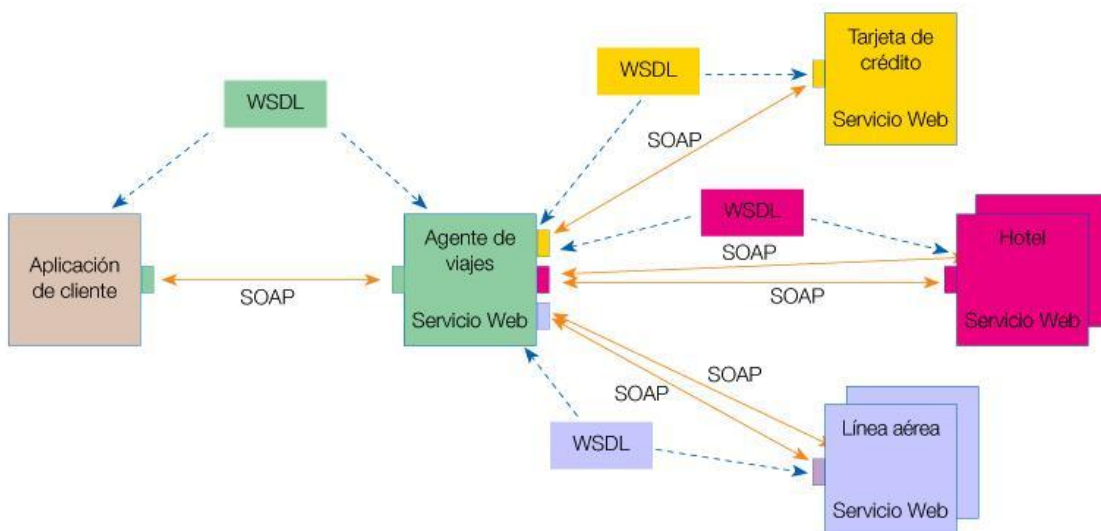 Tarjeta de
crédito
Servicio Web
WSDL
WSDL
SOAP
Aplicación
de cliente
SOAP
Agente de
viajes
Servicio Web
WSDL
SOAP
SOAP
Hotel
Servicio Web
SOAP
SOAP
WSDL
Línea aérea
Servicio Web